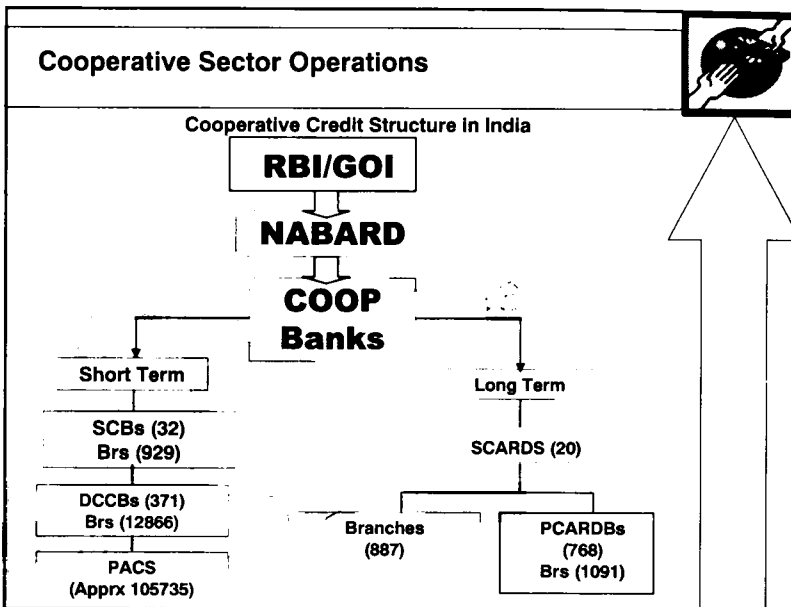 Cooperative Sector Operations
Cooperative Credit Structure in India
RBI/GOI
NABARD
COOP
Banks
Short Term
SCBs (32)
Brs (929)
DCCBs (371)
Brs (12866)
PACS
(Apprx 105735)
Long Term
SCARDS (20)
Branches
(887)
PCARDBs
(768)
Brs (1091)